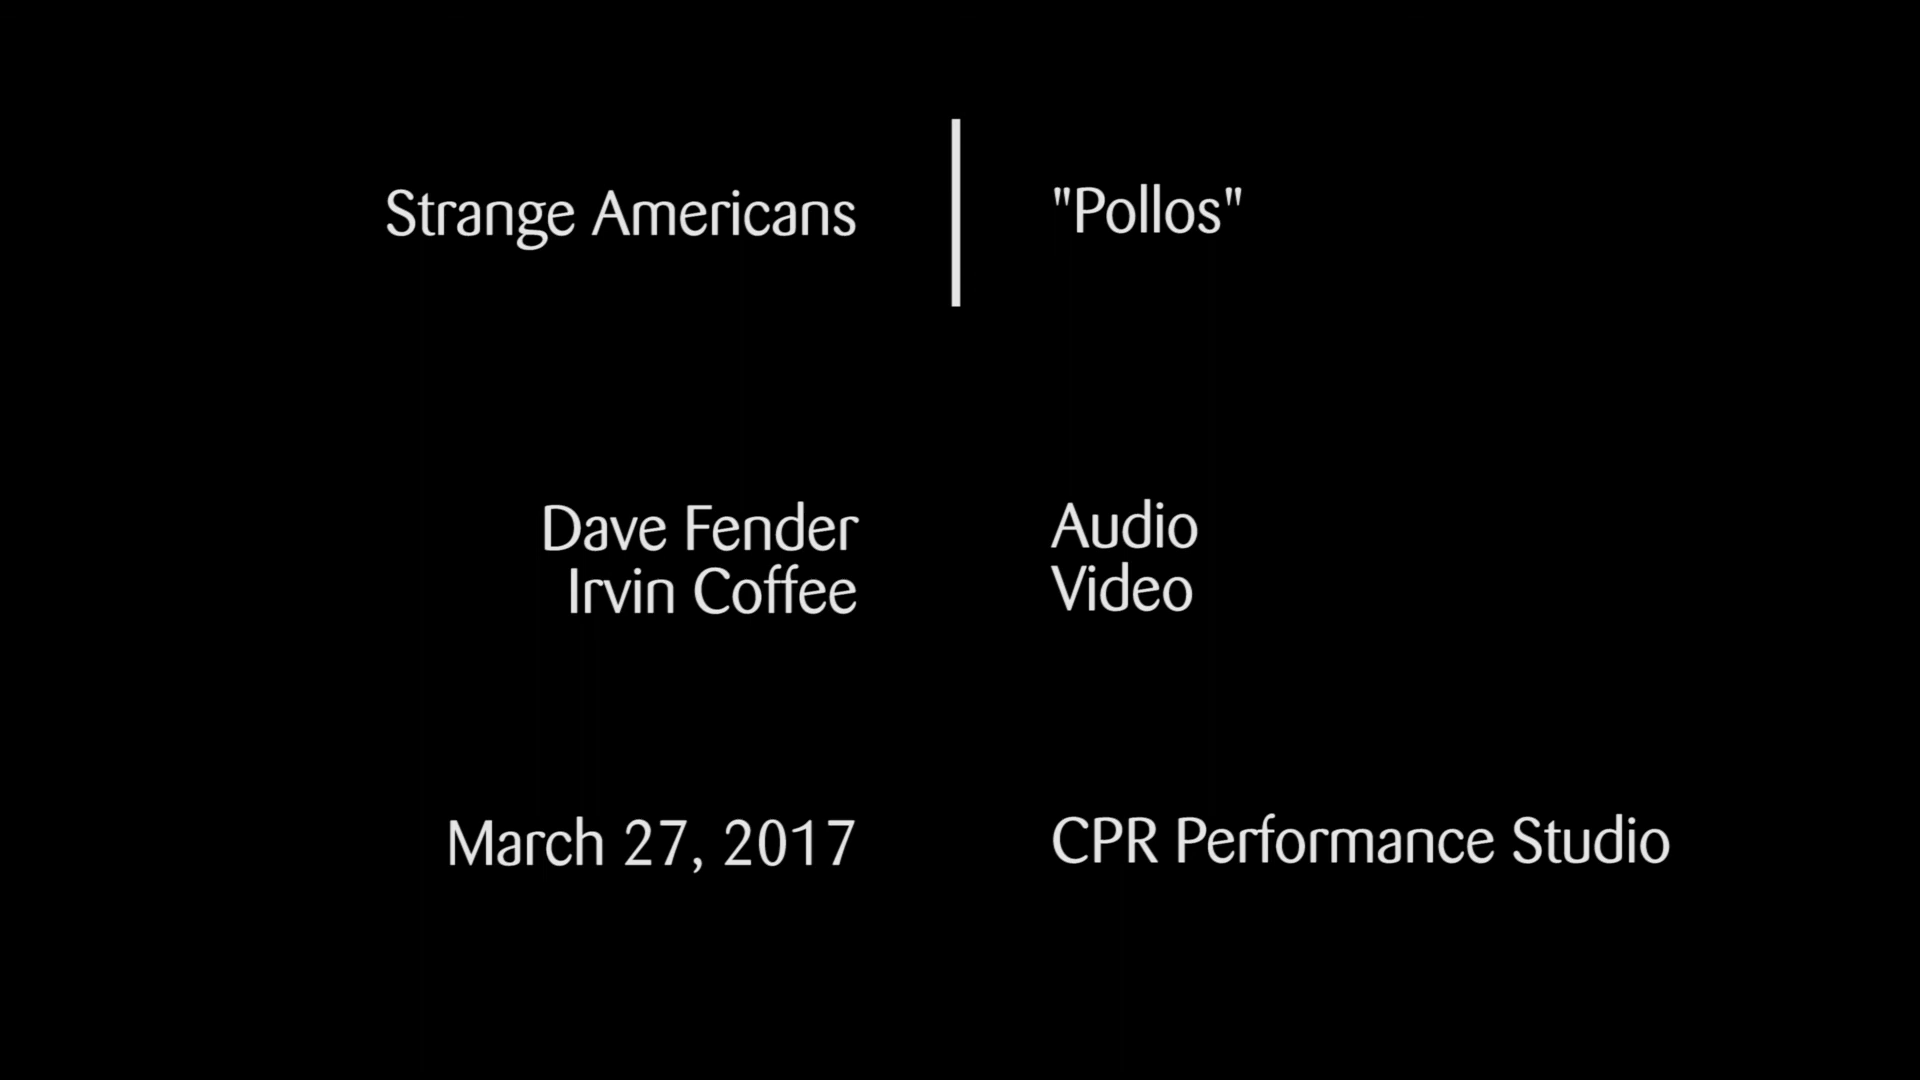 Strange Americans "Pollos"
Dave Fender Audio
Irvin Coffee Video
March 27, 2017 CPR Performance Studio